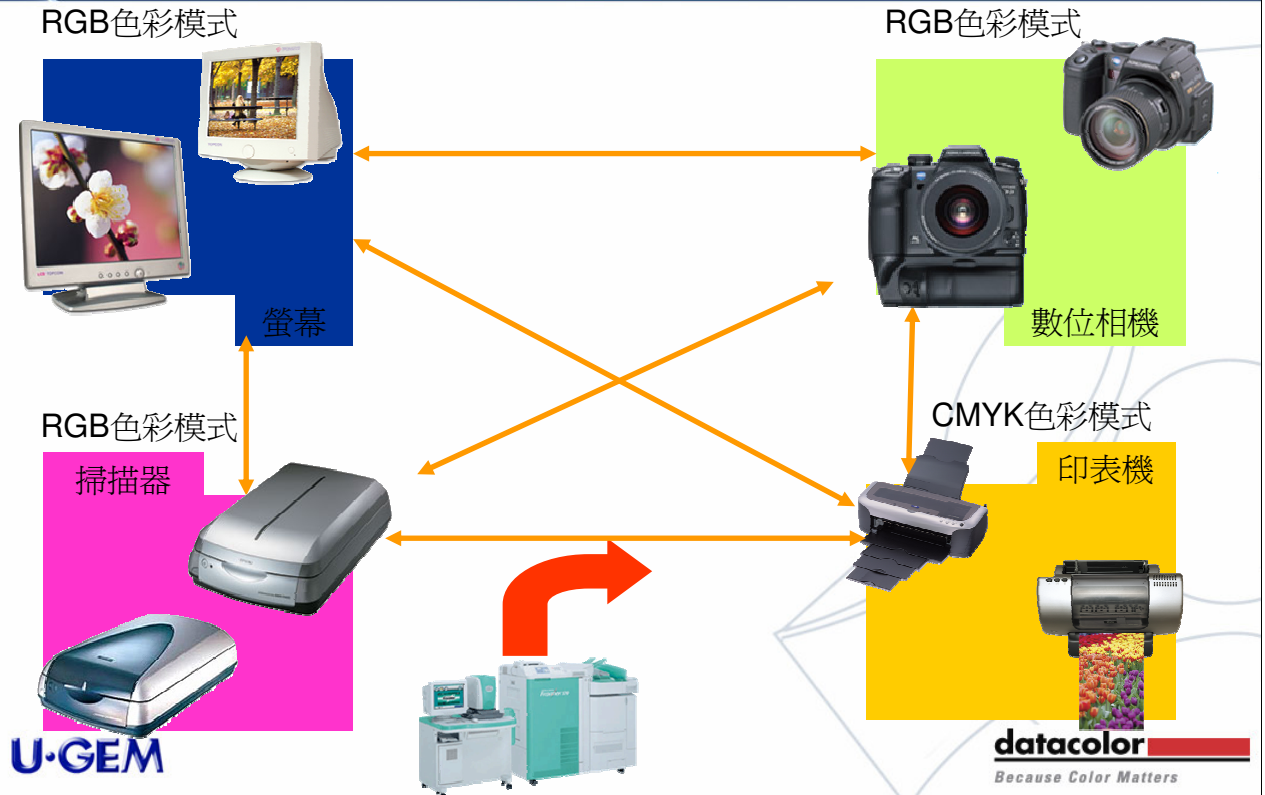 RGB色彩模式
RGB色彩模式
螢幕
數位相機
RGB色彩模式
CMYK色彩模式
掃描器
印表機
U·GEM
datacolor
Because Color Matters